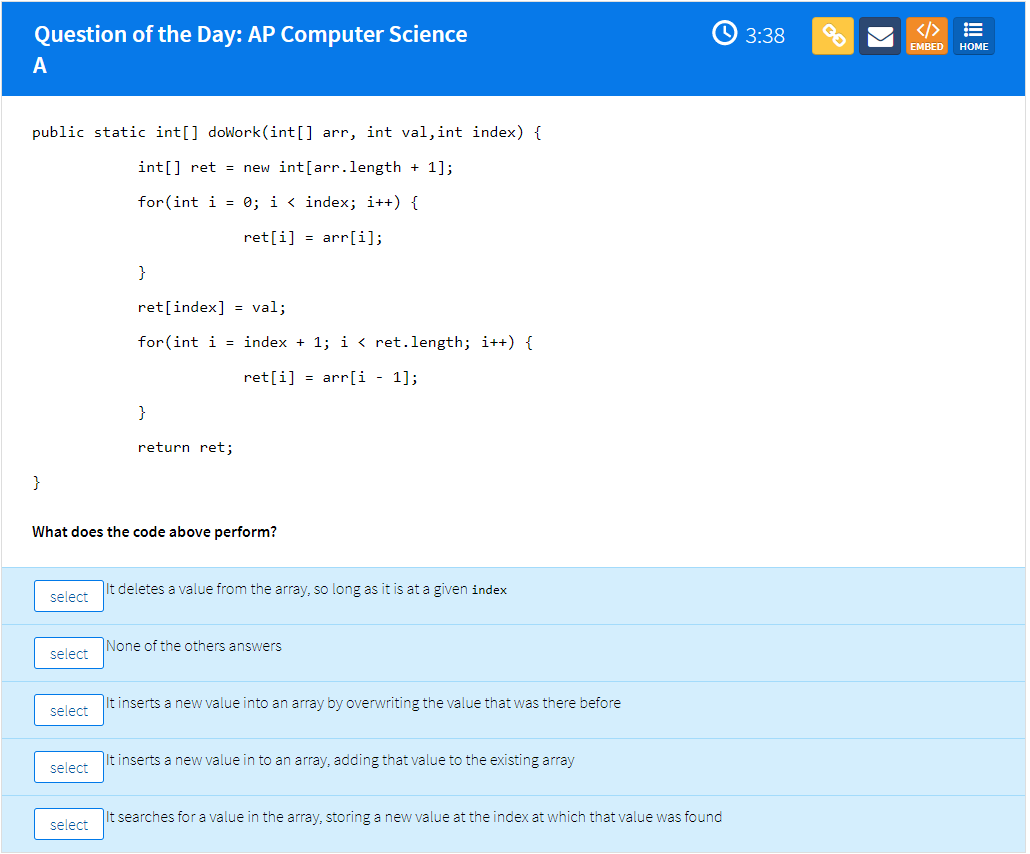 Question of the Day: AP Computer Science
A
3:38
</>
EMBED
HOME
public static int[] doWork(int[] arr, int val,int index) {
int[] ret = new int[arr.length + 1];
for(int i = 0; i < index; i++) {
ret[i] = arr[i];
}
ret[index] = val;
for(int i = index + 1; i < ret.length; i++) {
ret[i] = arr[i - 1];
}
return ret;
}
What does the code above perform?
select It deletes a value from the array, so long as it is at a given index
select None of the others answers
select It inserts a new value into an array by overwriting the value that was there before
select It inserts a new value in to an array, adding that value to the existing array
select It searches for a value in the array, storing a new value at the index at which that value was found